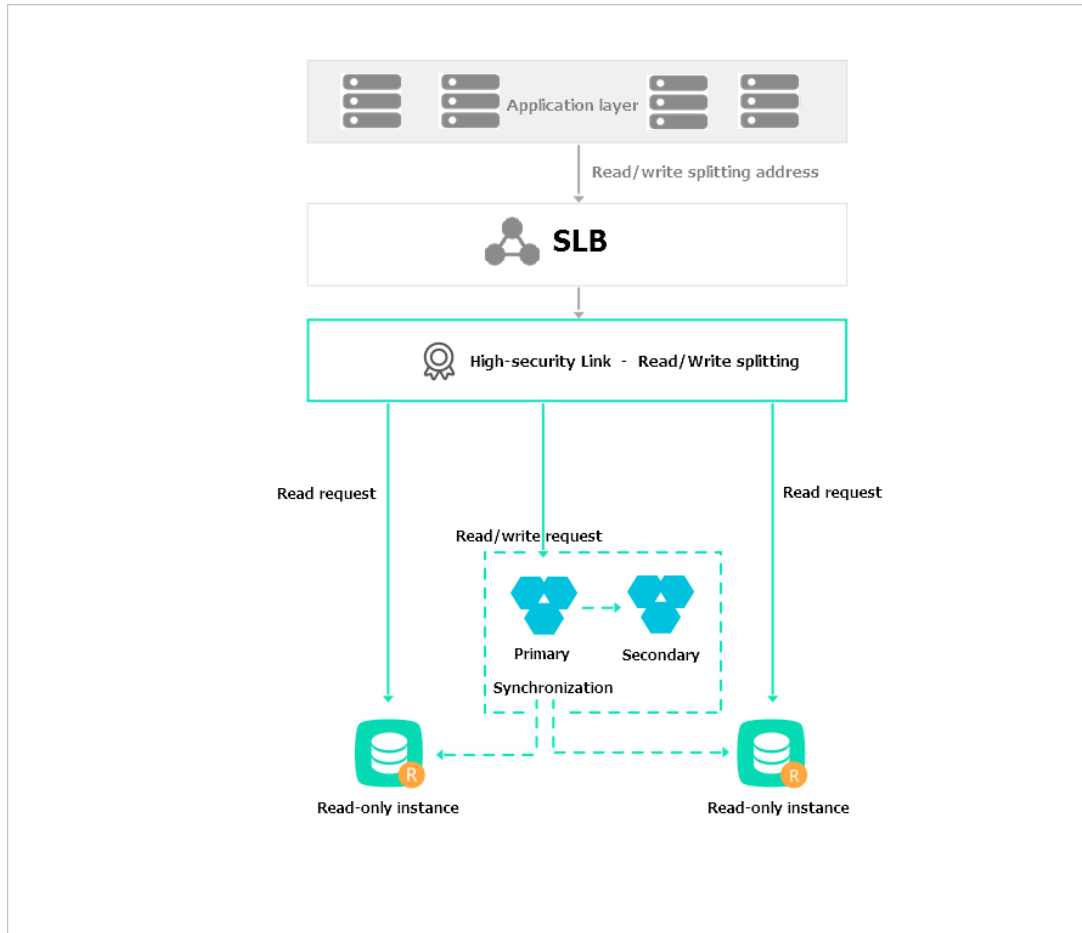 Application layer
Read/write splitting address
SLB
High-security Link - Read/Write splitting
Read request
Read request
Read/write request
Primary
Secondary
Synchronization
R
R
Read-only instance
Read-only instance